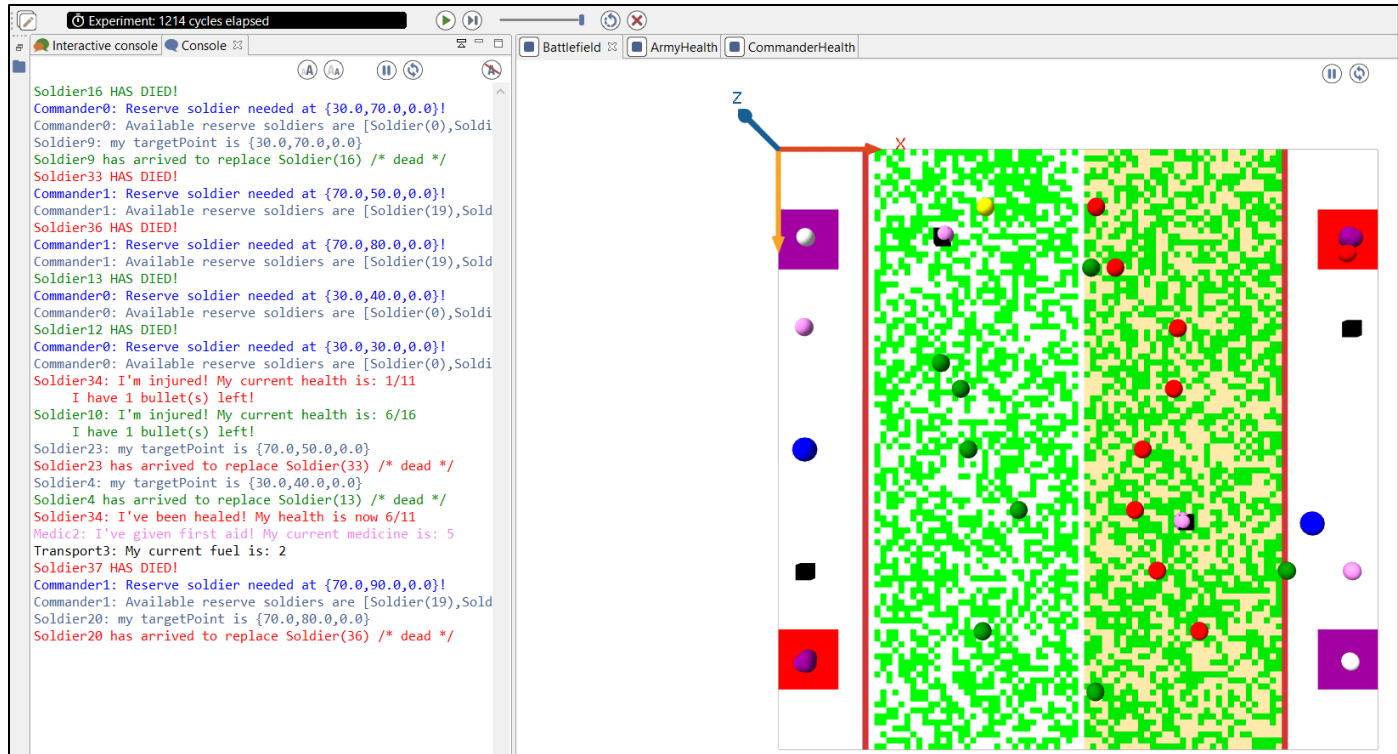 Experiment: 1214 cycles elapsed
Interactive console
Console
Battlefield
ArmyHealth
CommanderHealth
Soldier16 HAS DIED!
Commander0: Reserve soldier needed at {30.0,70.0,0.0}!
Commander0: Available reserve soldiers are [Soldier(0),Soldi
Soldier9: my targetPoint is {30.0,70.0,0.0}
Soldier9 has arrived to replace Soldier(16) /* dead */
Soldier33 HAS DIED!
Commander1: Reserve soldier needed at {70.0,50.0,0.0}!
Commander1: Available reserve soldiers are [Soldier(19),Sold
Soldier36 HAS DIED!
Commander1: Reserve soldier needed at {70.0,80.0,0.0}!
Commander1: Available reserve soldiers are [Soldier(19),Sold
Soldier13 HAS DIED!
Commander0: Reserve soldier needed at {30.0,40.0,0.0}!
Commander0: Available reserve soldiers are [Soldier(0),Soldi
Soldier12 HAS DIED!
Commander0: Reserve soldier needed at {30.0,30.0,0.0}!
Commander0: Available reserve soldiers are [Soldier(0),Soldi
Soldier34: I'm injured! My current health is: 1/11
I have 1 bullet(s) left!
Soldier10: I'm injured! My current health is: 6/16
I have 1 bullet(s) left!
Soldier23: my targetPoint is {70.0,50.0,0.0}
Soldier23 has arrived to replace Soldier(33) /* dead */
Soldier4: my targetPoint is {30.0,40.0,0.0}
Soldier4 has arrived to replace Soldier(13) /* dead */
Soldier34: I've been healed! My health is now 6/11
Medic2: I've given first aid! My current medicine is: 5
Transport3: My current fuel is: 2
Soldier37 HAS DIED!
Commander1: Reserve soldier needed at {70.0,90.0,0.0}!
Commander1: Available reserve soldiers are [Soldier(19),Sold
Soldier20: my targetPoint is {70.0,80.0,0.0}
Soldier20 has arrived to replace Soldier(36) /* dead */
Z
X